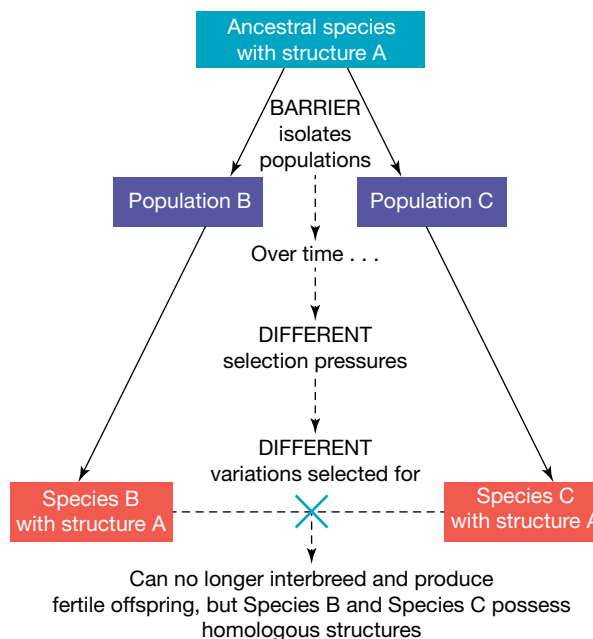 Ancestral species
with structure A
BARRIER
isolates
populations
Population B
Population C
Over time . . .
DIFFERENT
selection pressures
DIFFERENT
variations selected for
Species B
with structure A
Species C
with structure A
Can no longer interbreed and produce
fertile offspring, but Species B and Species C possess
homologous structures